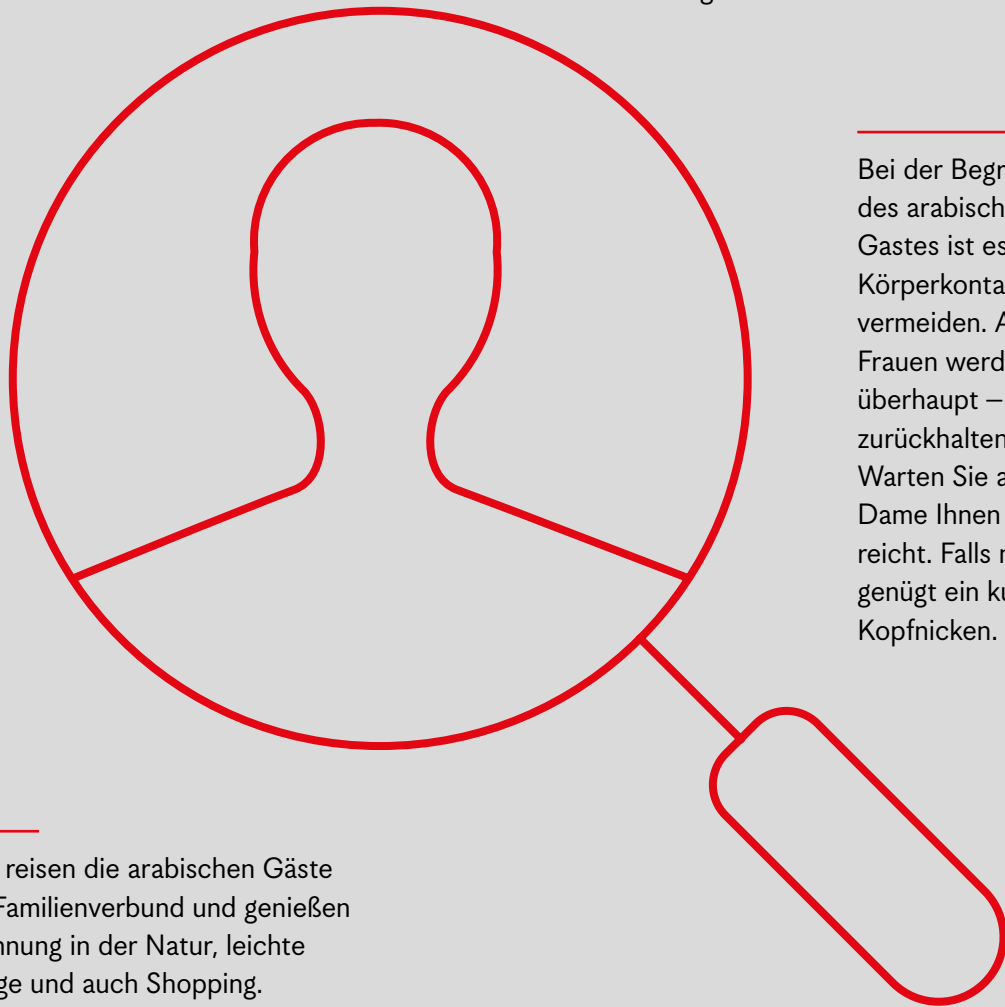 Bei der Begr
des arabisch
Gastes ist es
Körperkonta
vermeiden. A
Frauen werd
überhaupt –
zurückhalten
Warten Sie a
Dame Ihnen
reicht. Falls
genügt ein ku
Kopfnicken.
reisen die arabischen Gäste
Familienverbund und genießen
nnung in der Natur, leichte
ge und auch Shopping.